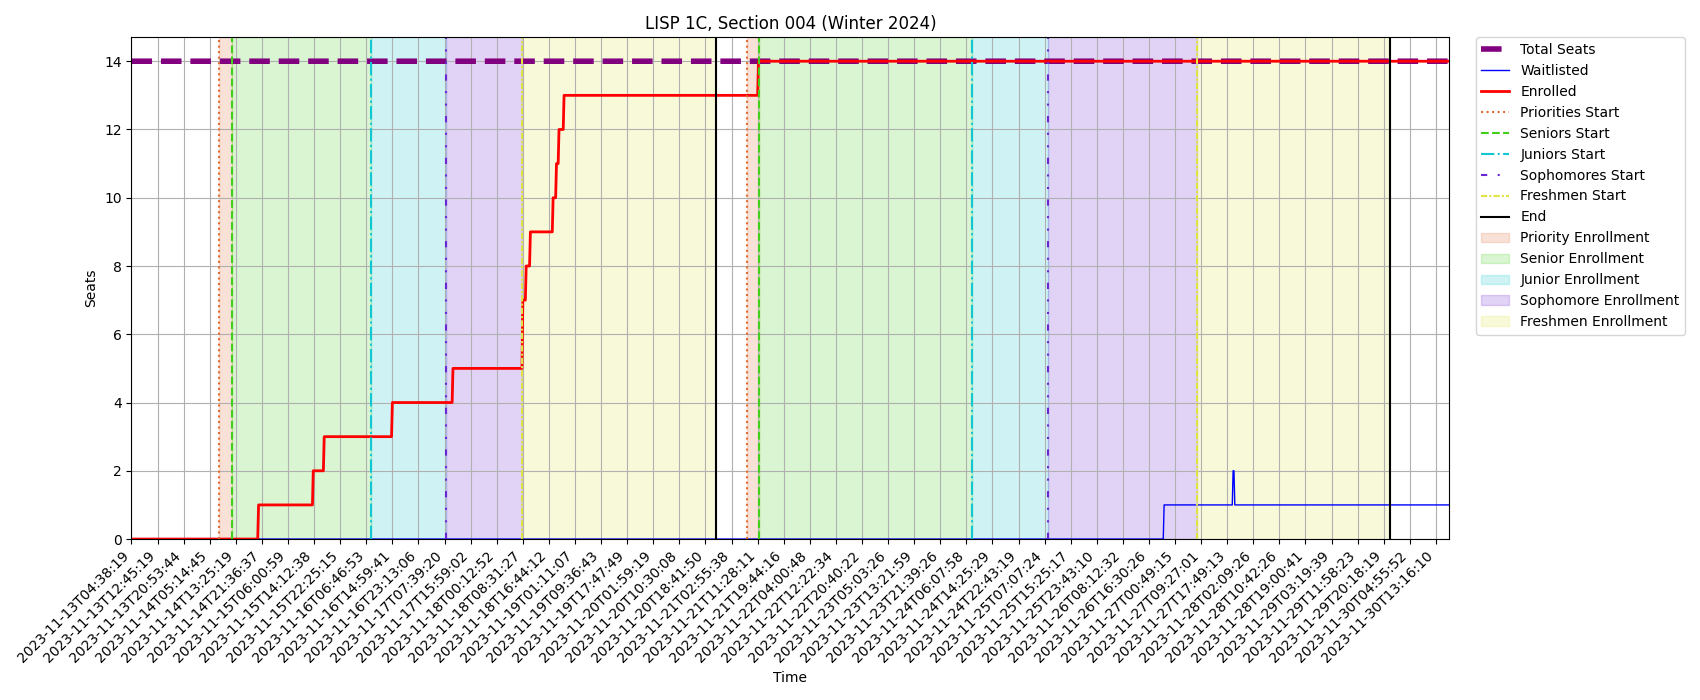 LISP 1C, Section 004 (Winter 2024)
Total Seats
Waitlisted
Enrolled
Priorities Start
Seniors Start
Juniors Start
Sophomores Start
Freshmen Start
End
Priority Enrollment
Senior Enrollment
Junior Enrollment
Sophomore Enrollment
Freshmen Enrollment
Seats
14
12
10
8
6
4
2
0
2023-11-13T04:38:19
2023-11-13T12:45:19
2023-11-13T20:53:44
2023-11-14T05:14:45
2023-11-14T13:25:19
2023-11-14T21:36:37
2023-11-15T06:00:59
2023-11-15T14:12:38
2023-11-15T22:25:15
2023-11-16T06:46:53
2023-11-16T14:59:41
2023-11-16T23:13:06
2023-11-17T07:39:20
2023-11-17T15:59:02
2023-11-18T00:12:52
2023-11-18T08:31:27
2023-11-18T16:44:12
2023-11-19T01:11:07
2023-11-19T09:36:43
2023-11-19T17:47:49
2023-11-20T01:59:19
2023-11-20T10:30:08
2023-11-20T18:41:50
2023-11-21T02:55:38
2023-11-21T11:28:11
2023-11-21T19:44:16
2023-11-22T04:00:48
2023-11-22T12:22:34
2023-11-22T20:40:22
2023-11-23T05:03:26
2023-11-23T13:21:59
2023-11-23T21:39:26
2023-11-24T06:07:58
2023-11-24T14:25:29
2023-11-24T22:43:19
2023-11-25T07:07:24
2023-11-25T15:25:17
2023-11-25T23:43:10
2023-11-26T08:12:32
2023-11-26T16:30:26
2023-11-27T00:49:15
2023-11-27T09:27:01
2023-11-27T17:49:13
2023-11-28T02:09:26
2023-11-28T10:42:26
2023-11-28T19:00:41
2023-11-29T03:19:39
2023-11-29T11:58:23
2023-11-29T20:18:19
2023-11-30T04:55:52
2023-11-30T13:16:10
Time